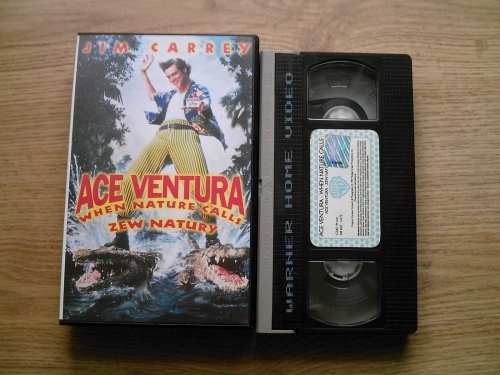 JIM CARREY
ACE VENTURA
WHEN NATURE CALLS
ZEW NATURY
WARNER HOME VIDEO
ACE VENTURA: WHEN NATURE CALLS